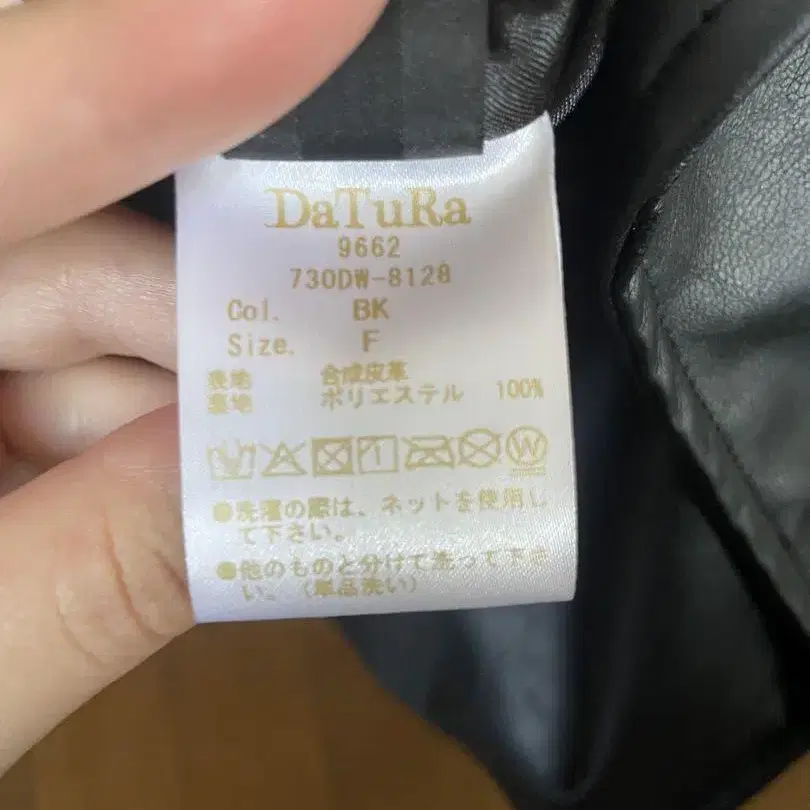 DaTuRa
9662
730DW-8128
Col. BK
Size. F
表地 合成皮革
裏地 ポリエステル 100%
W
●洗濯の際は、ネットを使用し
て下さい。
●他のものと分けて洗って下さ
い。(単品洗い)